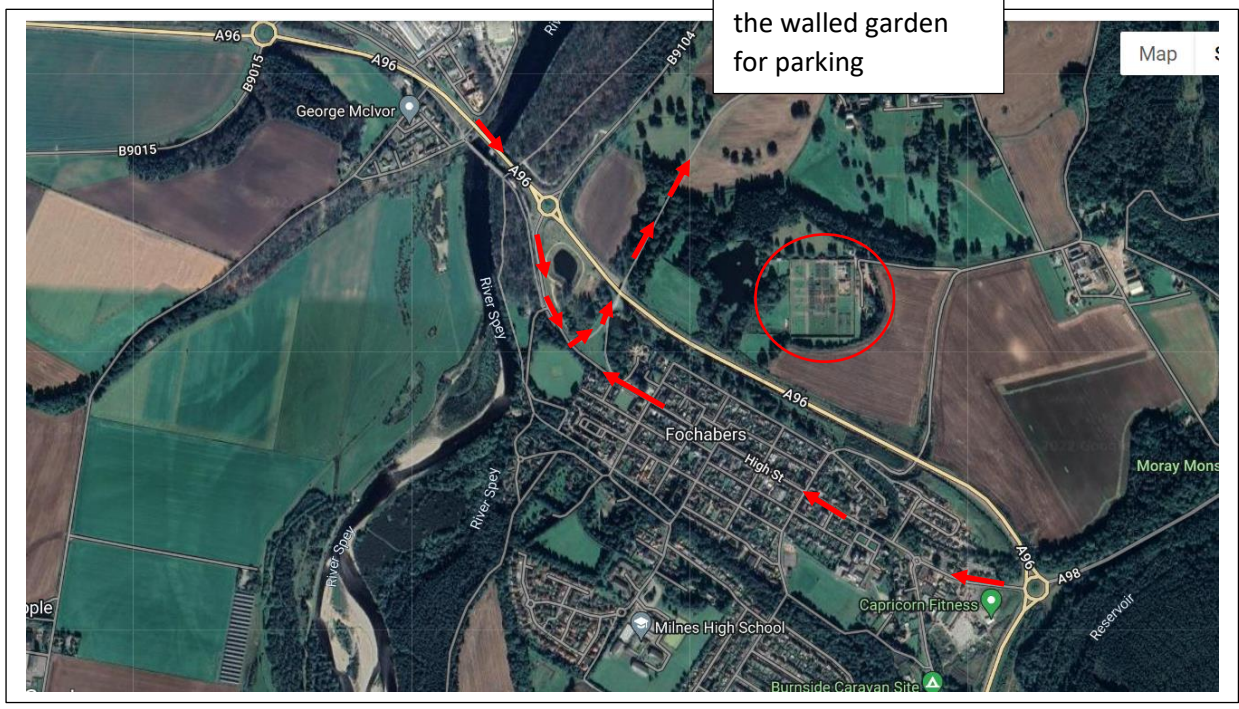 the walled garden
for parking
Map
A96
A96
B9015
B9104
George McIvor
B9015
A96
River Spey
River Spey
River Spey
A96
Fochabers
High St
Moray Mons
A96
A98
Capricorn Fitness
Reservoir
Milnes High School
Burnside Caravan Site